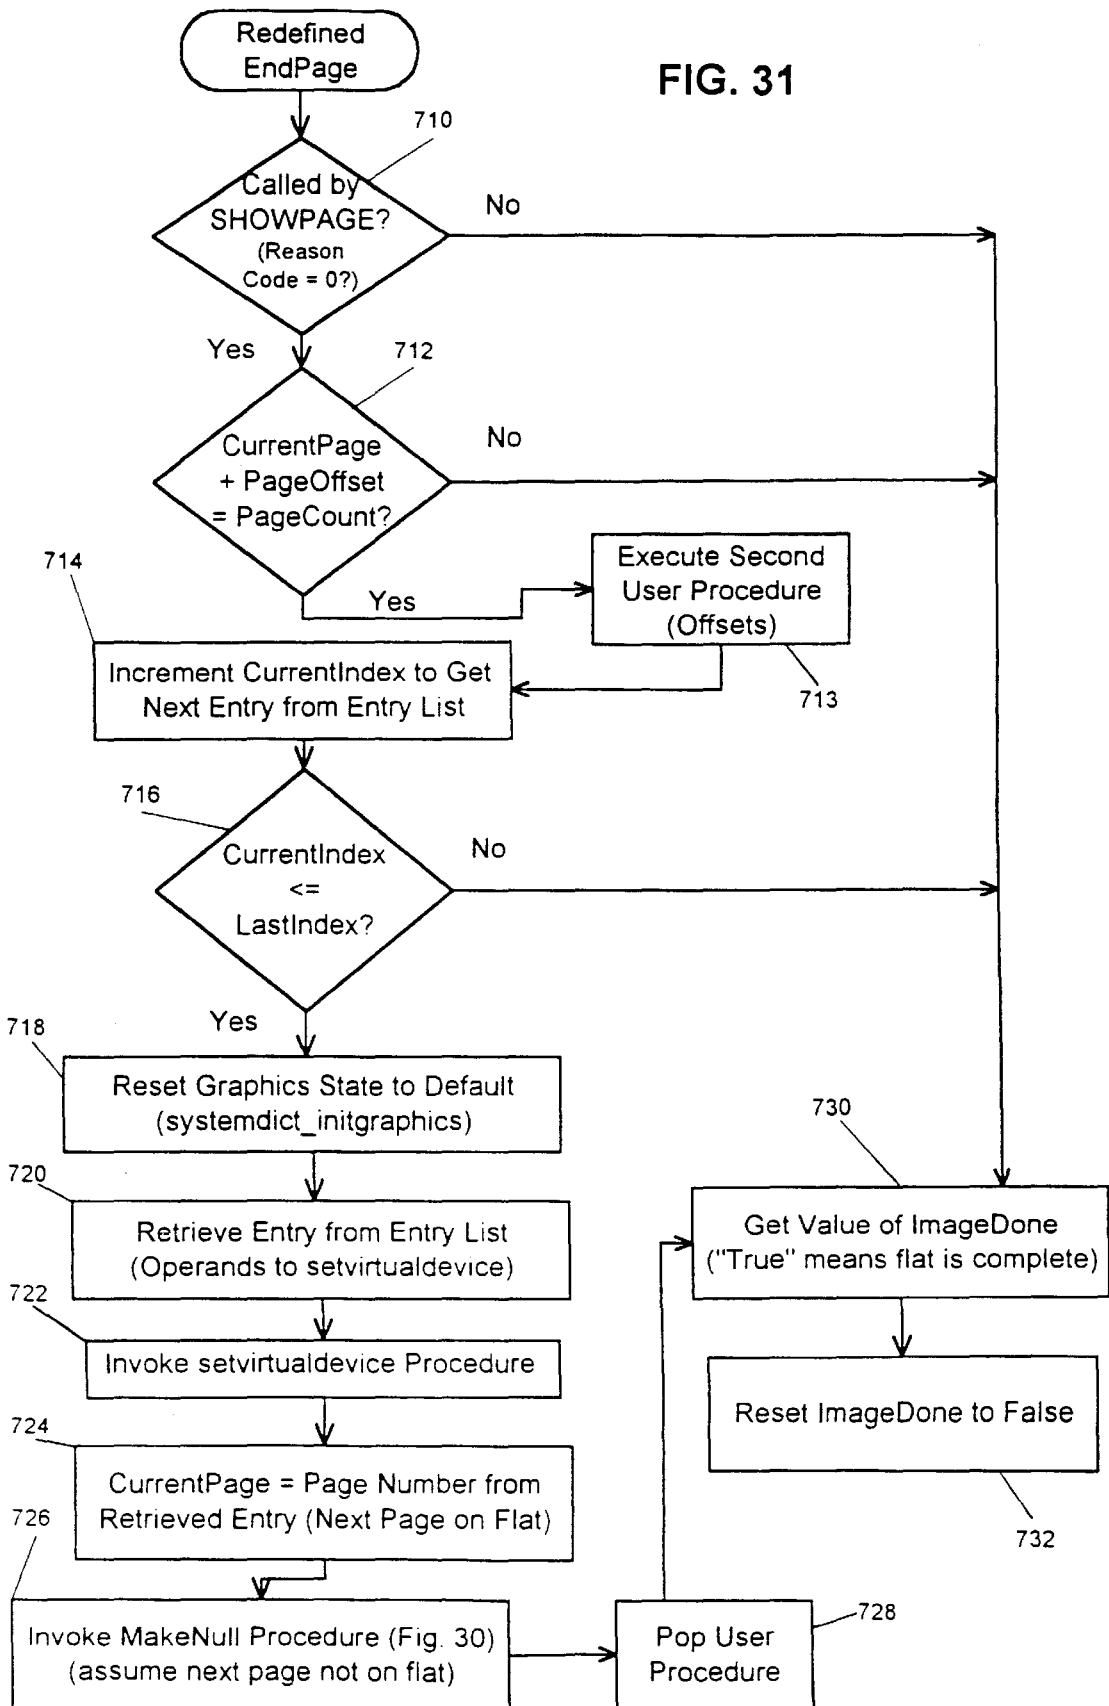 Redefined
EndPage
FIG. 31
710
Called by
SHOWPAGE?
(Reason
Code = 0?)
No
Yes
712
CurrentPage
+ PageOffset
= PageCount?
No
Yes
Execute Second
User Procedure
(Offsets)
713
714
Increment CurrentIndex to Get
Next Entry from Entry List
716
CurrentIndex
<=
LastIndex?
No
Yes
718
Reset Graphics State to Default
(systemdict_initgraphics)
720
Retrieve Entry from Entry List
(Operands to setvirtualdevice)
722
Invoke setvirtualdevice Procedure
724
CurrentPage = Page Number from
Retrieved Entry (Next Page on Flat)
726
Invoke MakeNull Procedure (Fig. 30)
(assume next page not on flat)
728
Pop User
Procedure
730
Get Value of ImageDone
("True" means flat is complete)
Reset ImageDone to False
732